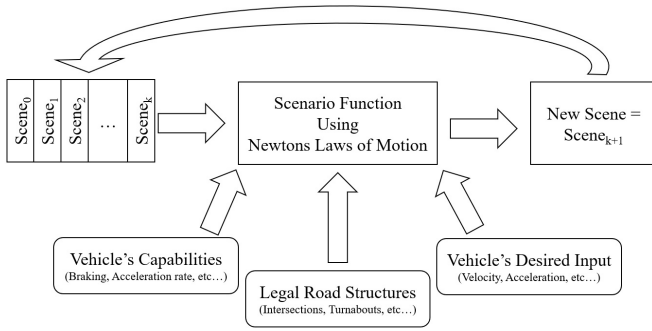 Scene0
Scene1
Scene2
…
Scenek
Scenario Function
Using
Newtons Laws of Motion
New Scene =
Scenek+1
Vehicle's Capabilities
(Braking, Acceleration rate, etc…)
Legal Road Structures
(Intersections, Turnabouts, etc…)
Vehicle's Desired Input
(Velocity, Acceleration, etc…)